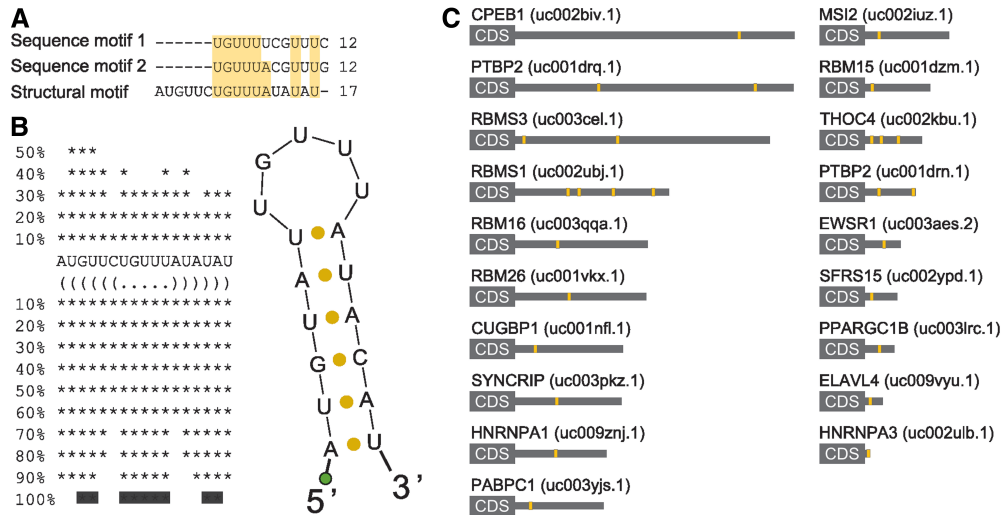 A
Sequence motif 1 ------UGUUUUCGUUUC 12
Sequence motif 2 ------UGUUUACGUUUG 12
Structural motif AUGUUCUGUUUAUAUAU- 17
B
50% ***
40% **** * * *
30% ***** ******* ***
20% *****************
10% *****************
AUGUUCUGUUUAUAUAU
((((((.....))))))
10% *****************
20% *****************
30% *****************
40% *****************
50% *****************
60% *****************
70% ***** ***** *****
80% ***** ***** *****
90% **** ***** ****
100%
U
U
G
U
U
U
U
A
A
U
U
A
G
C
U
A
A
U
5’
3’
C
CPEB1 (uc002biv.1)
CDS
PTBP2 (uc001drq.1)
CDS
RBMS3 (uc003cel.1)
CDS
RBMS1 (uc002ubj.1)
CDS
RBM16 (uc003qqa.1)
CDS
RBM26 (uc001vkx.1)
CDS
CUGBP1 (uc001nfl.1)
CDS
SYNCRIP (uc003pkz.1)
CDS
HNRNPA1 (uc009znj.1)
CDS
PABPC1 (uc003yjs.1)
CDS
MSI2 (uc002iuz.1)
CDS
RBM15 (uc001dzm.1)
CDS
THOC4 (uc002kbu.1)
CDS
PTBP2 (uc001drn.1)
CDS
EWSR1 (uc003aes.2)
CDS
SFRS15 (uc002ypd.1)
CDS
PPARGC1B (uc003lrc.1)
CDS
ELAVL4 (uc009vyu.1)
CDS
HNRNPA3 (uc002ulb.1)
CDS